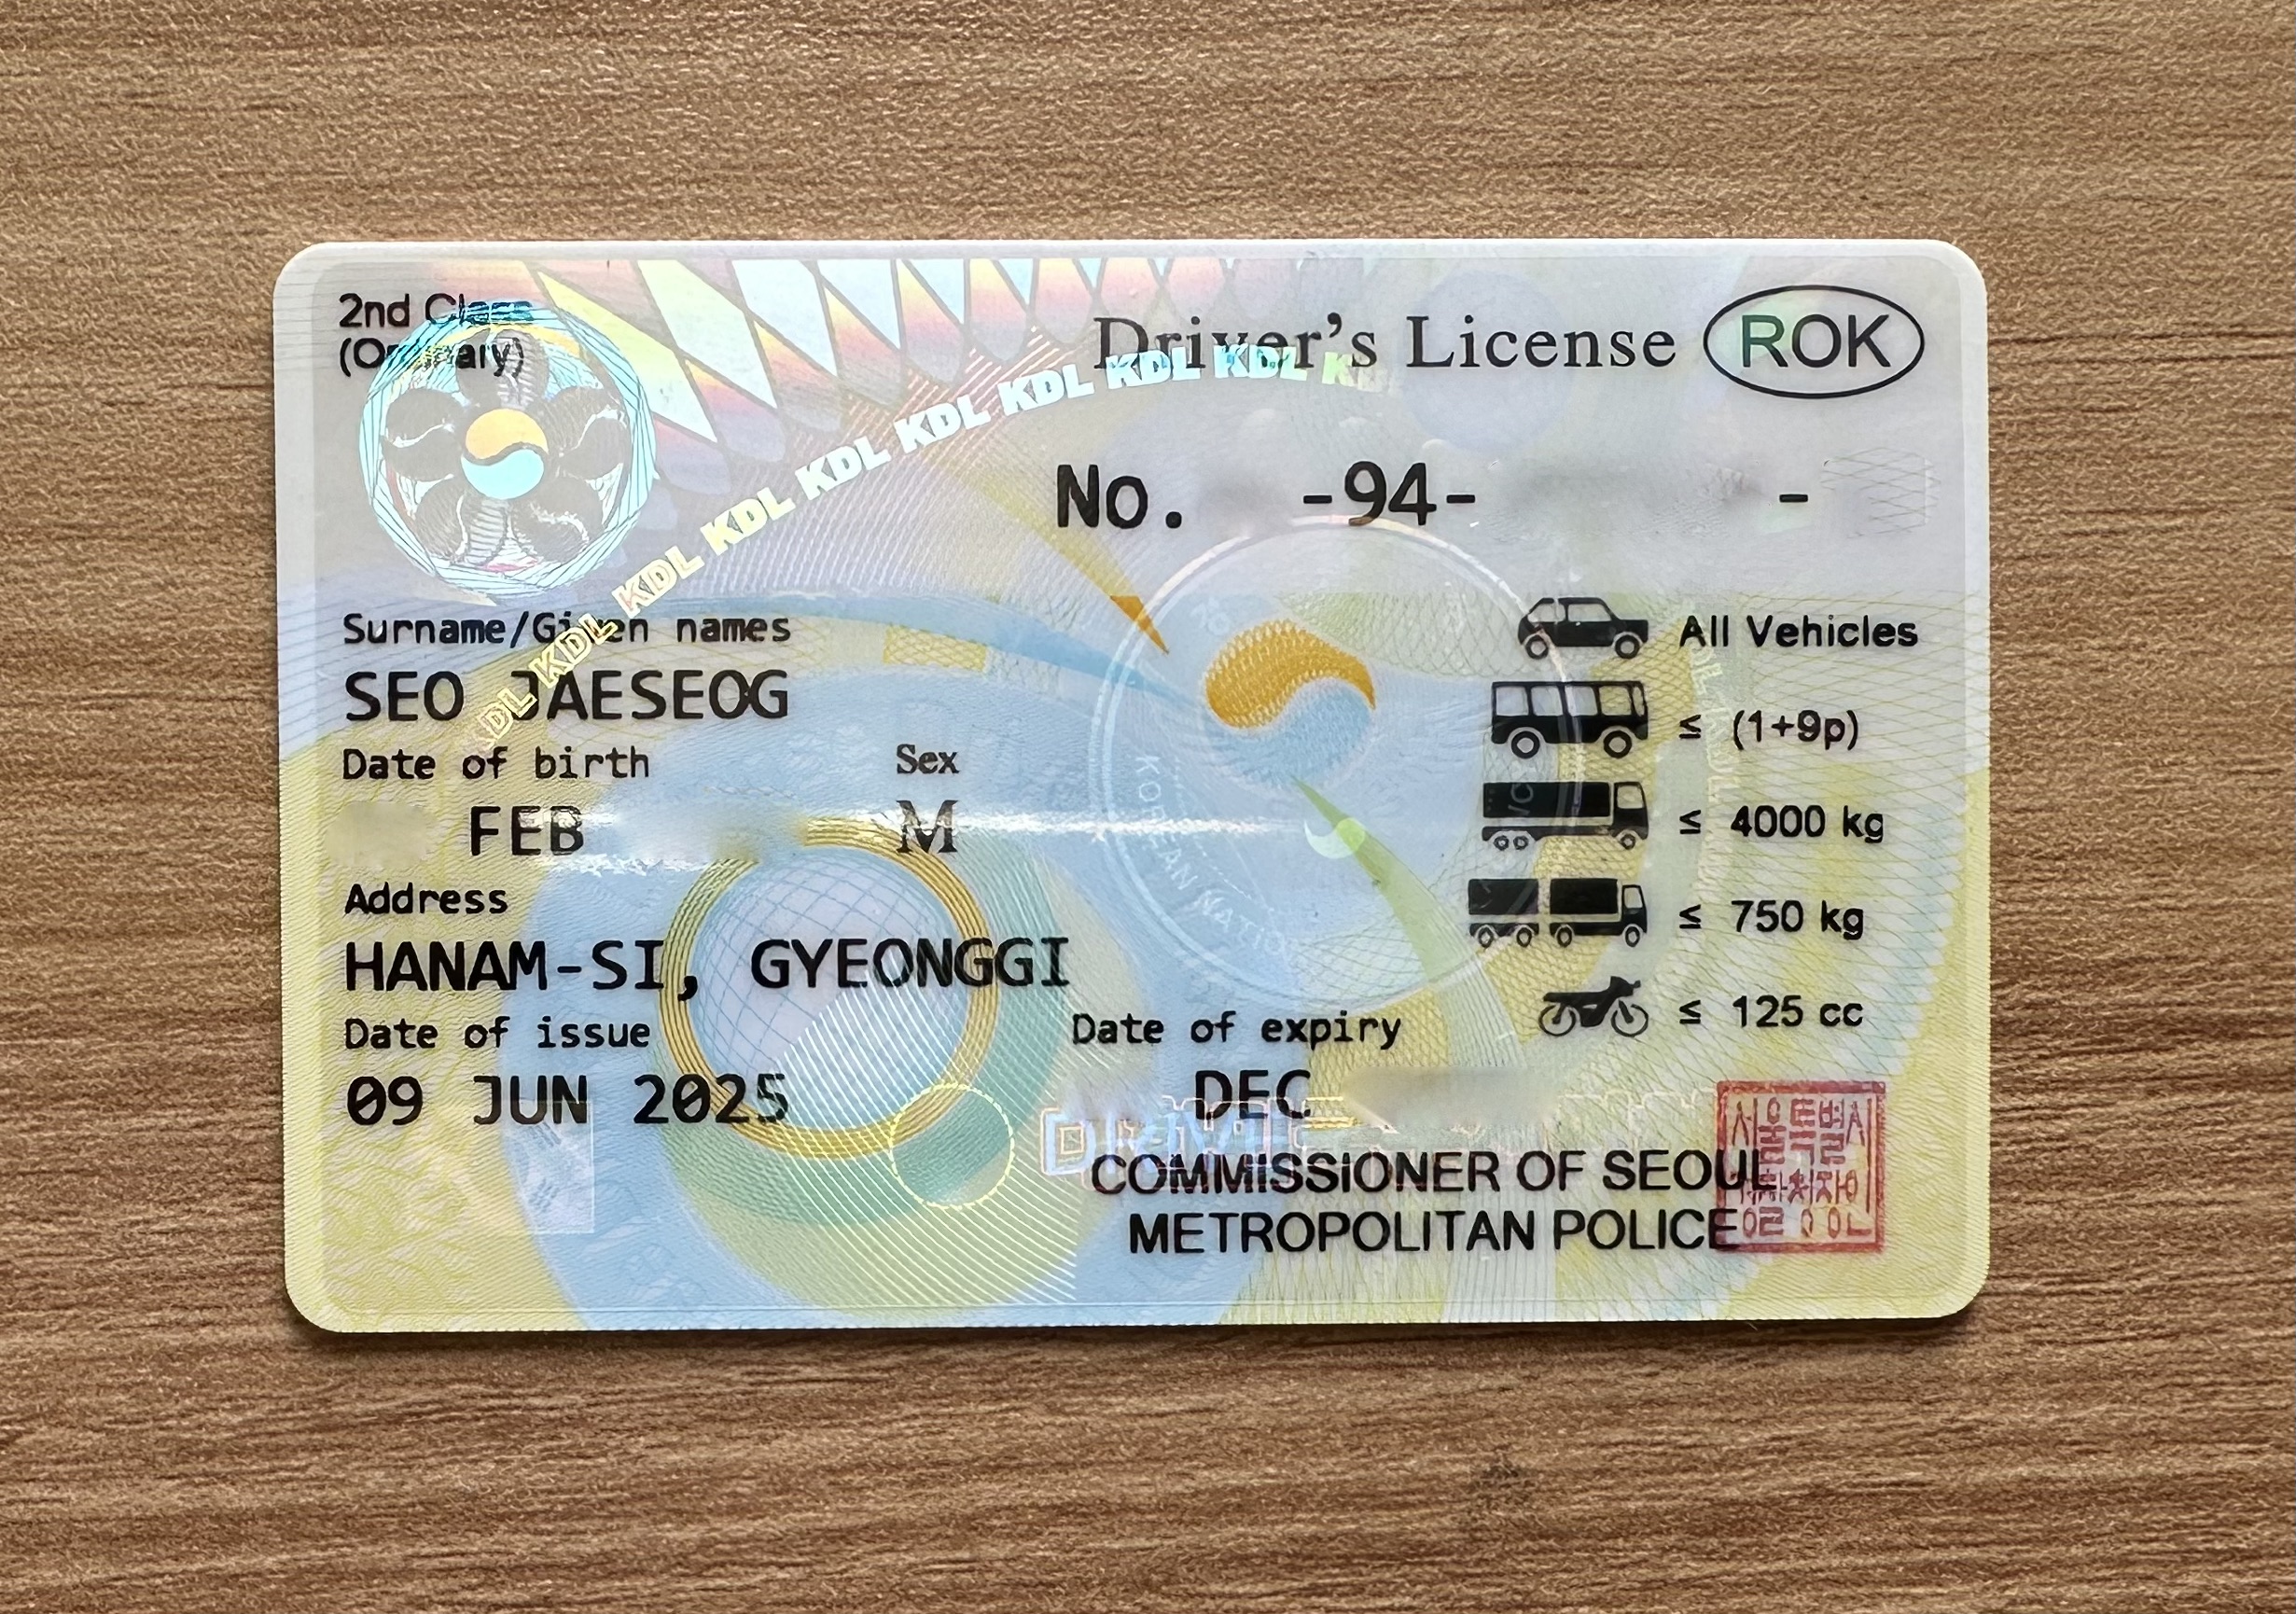 2nd Class
(Ordinary)
Driver's License ROK
KDL KDL KDL KDL KDL KDL KDL KDL KDL
No. -94- -
Surname/Given names
SEO JAESEOG
Date of birth Sex
FEB M
Address
HANAM-SI, GYEONGGI
Date of issue
09 JUN 2025
All Vehicles
≤ (1+9p)
≤ 4000 kg
≤ 750 kg
≤ 125 cc
Date of expiry
DEC
COMMISSIONER OF SEOUL
METROPOLITAN POLICE
KOREAN NATIO